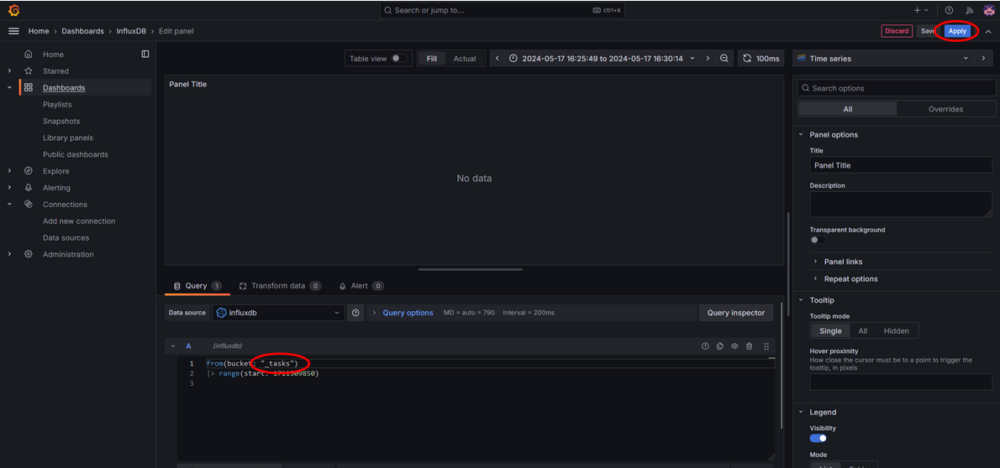 Search or jump to...
ctrl+k
Home › Dashboards › InfluxDB › Edit panel
Discard
Save
Apply
Home
Starred
Dashboards
Playlists
Snapshots
Library panels
Public dashboards
Explore
Alerting
Connections
Add new connection
Data sources
Administration
Table view
Fill
Actual
2024-05-17 16:25:49 to 2024-05-17 16:30:14
100ms
Panel Title
No data
Query 1
Transform data 0
Alert 0
Data source
influxdb
Query options
MD = auto = 790
Interval = 200ms
Query inspector
A
(influxdb)
1 from(bucket: "_tasks")
2 |> range(start: 1711509850)
3
Time series
Search options
All
Overrides
Panel options
Title
Panel Title
Description
Transparent background
Panel links
Repeat options
Tooltip
Tooltip mode
Single
All
Hidden
Hover proximity
How close the cursor must be to a point to trigger the
tooltip, in pixels
Legend
Visibility
Mode